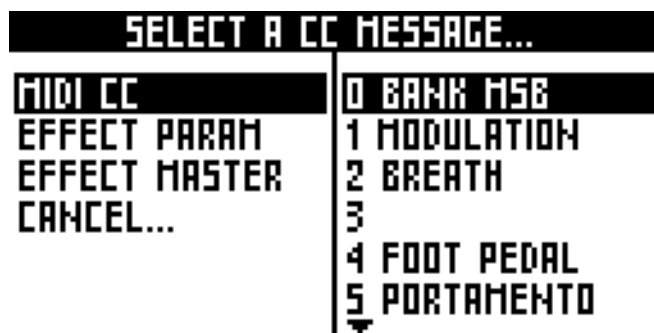 SELECT A CC MESSAGE...
MIDI CC
EFFECT PARAM
EFFECT MASTER
CANCEL...
0 BANK MSB
1 MODULATION
2 BREATH
3
4 FOOT PEDAL
5 PORTAMENTO